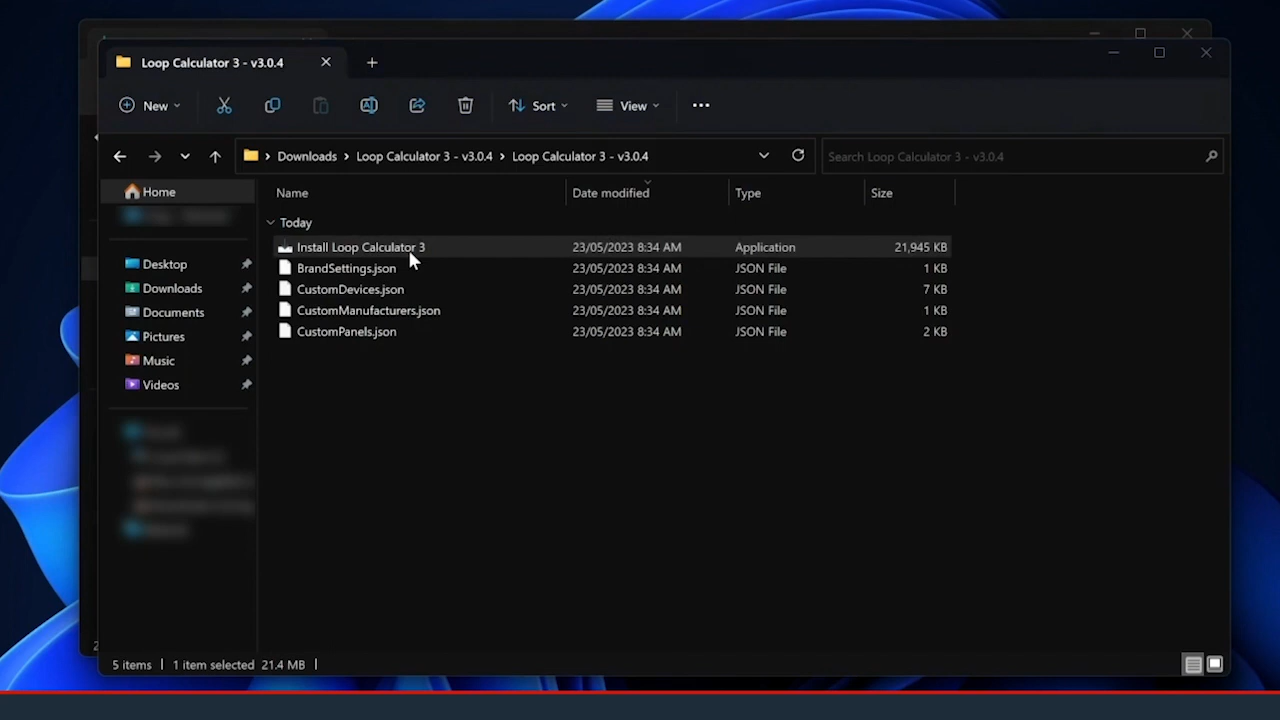 Loop Calculator 3 - v3.0.4
New
Sort
View
Downloads > Loop Calculator 3 - v3.0.4 > Loop Calculator 3 - v3.0.4
Search Loop Calculator 3 - v3.0.4
Home
Desktop
Downloads
Documents
Pictures
Music
Videos
Name Date modified Type Size
Today
Install Loop Calculator 3 23/05/2023 8:34 AM Application 21,945 KB
BrandSettings.json 23/05/2023 8:34 AM JSON File 1 KB
CustomDevices.json 23/05/2023 8:34 AM JSON File 7 KB
CustomManufacturers.json 23/05/2023 8:34 AM JSON File 1 KB
CustomPanels.json 23/05/2023 8:34 AM JSON File 2 KB
5 items 1 item selected 21.4 MB